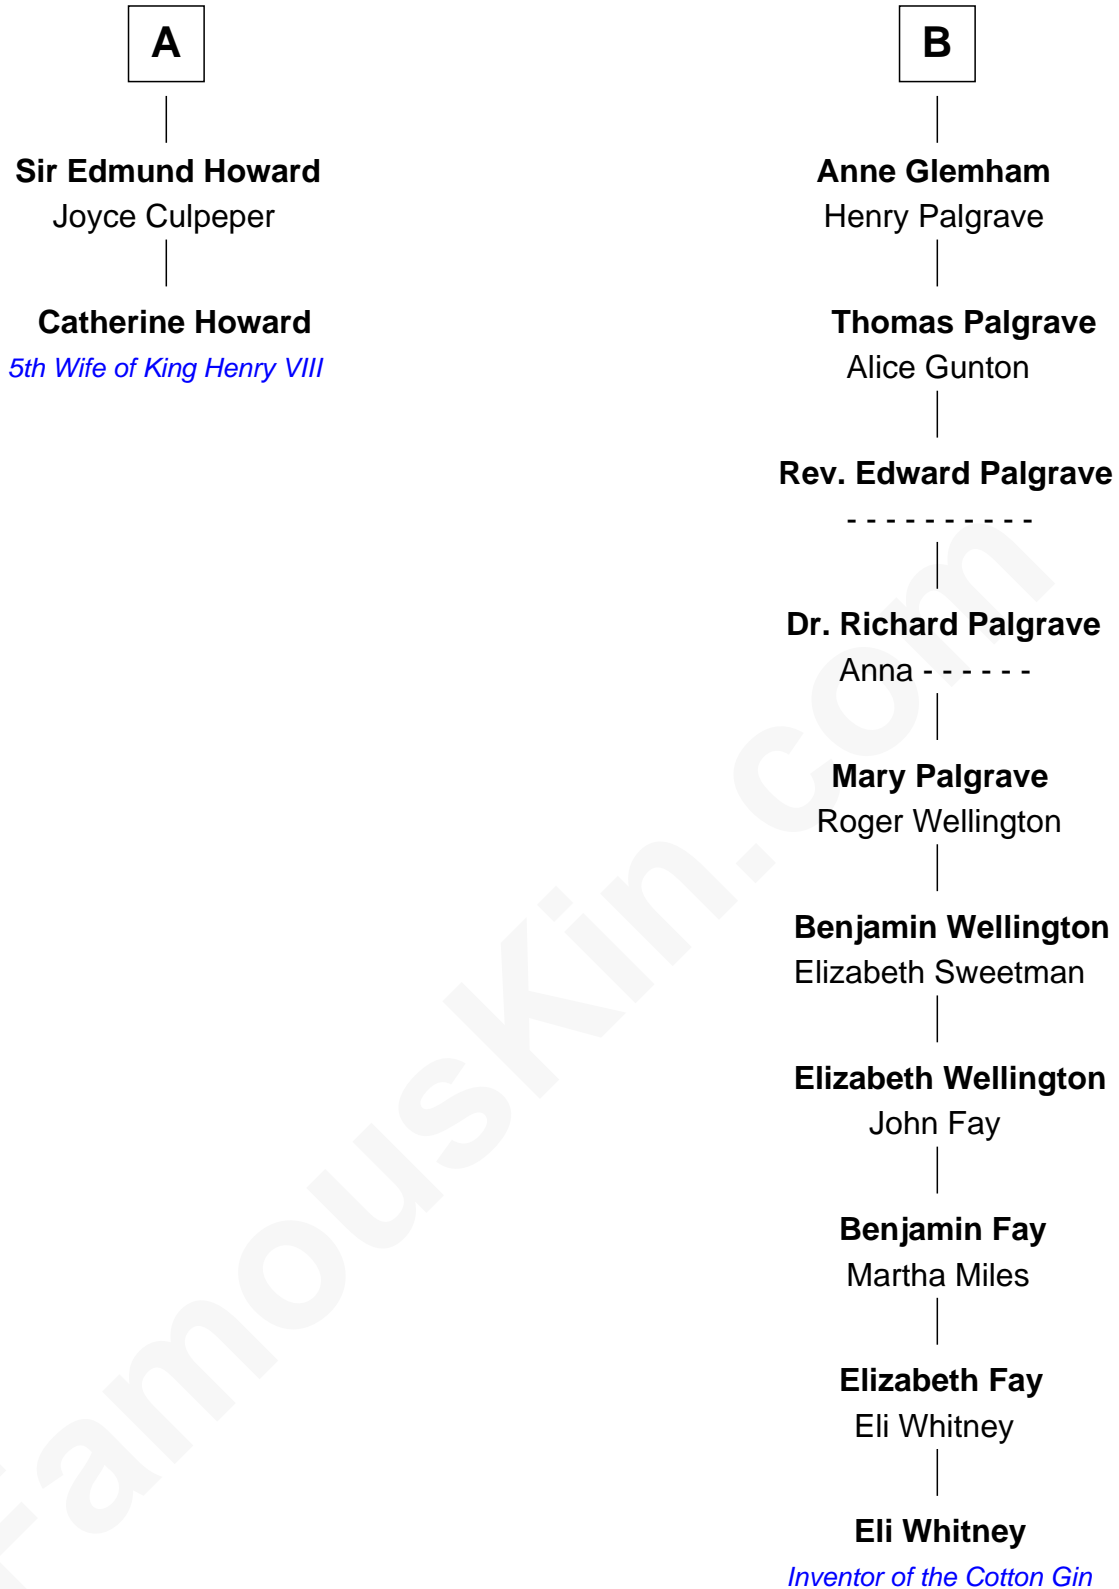 A
Sir Edmund Howard
Joyce Culpeper
Catherine Howard
5th Wife of King Henry VIII
B
Anne Glemham
Henry Palgrave
Thomas Palgrave
Alice Gunton
Rev. Edward Palgrave
- - - - - - - - - -
Dr. Richard Palgrave
Anna - - - - - -
Mary Palgrave
Roger Wellington
Benjamin Wellington
Elizabeth Sweetman
Elizabeth Wellington
John Fay
Benjamin Fay
Martha Miles
Elizabeth Fay
Eli Whitney
Eli Whitney
Inventor of the Cotton Gin
FamousKin.com